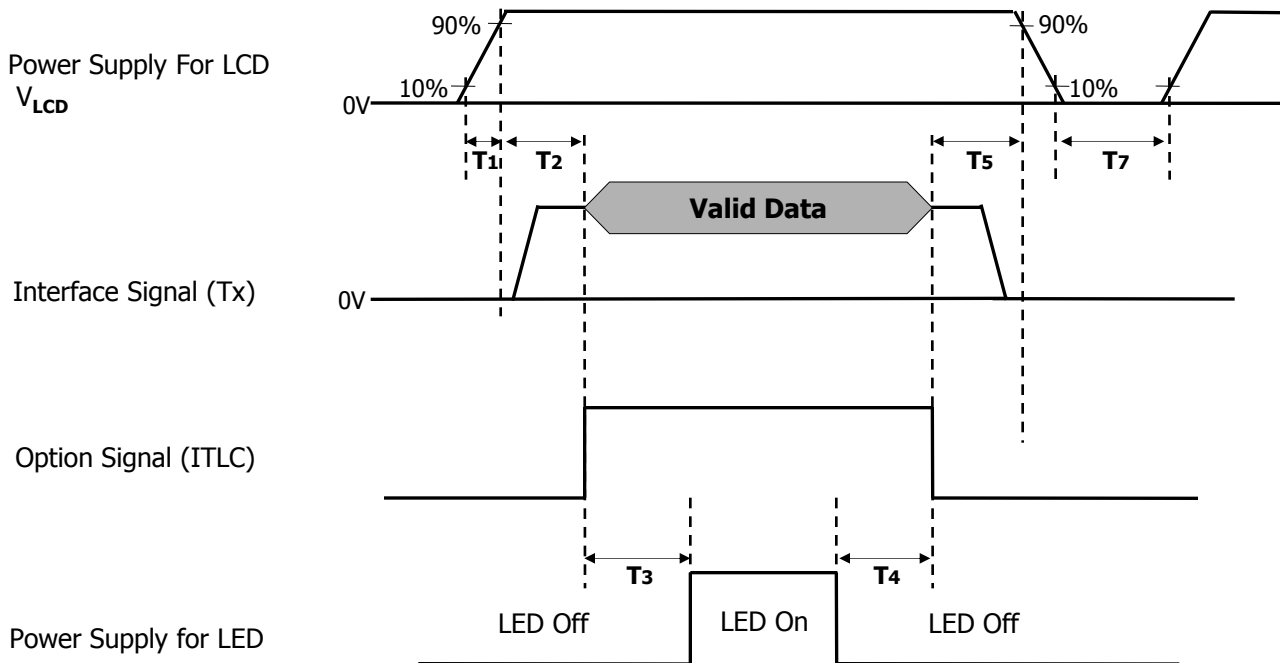 90%
90%
Power Supply For LCD
VLCD
10%
10%
0V
T1
T2
T5
T7
Valid Data
Interface Signal (Tx)
0V
Option Signal (ITLC)
T3
T4
LED Off
LED On
LED Off
Power Supply for LED